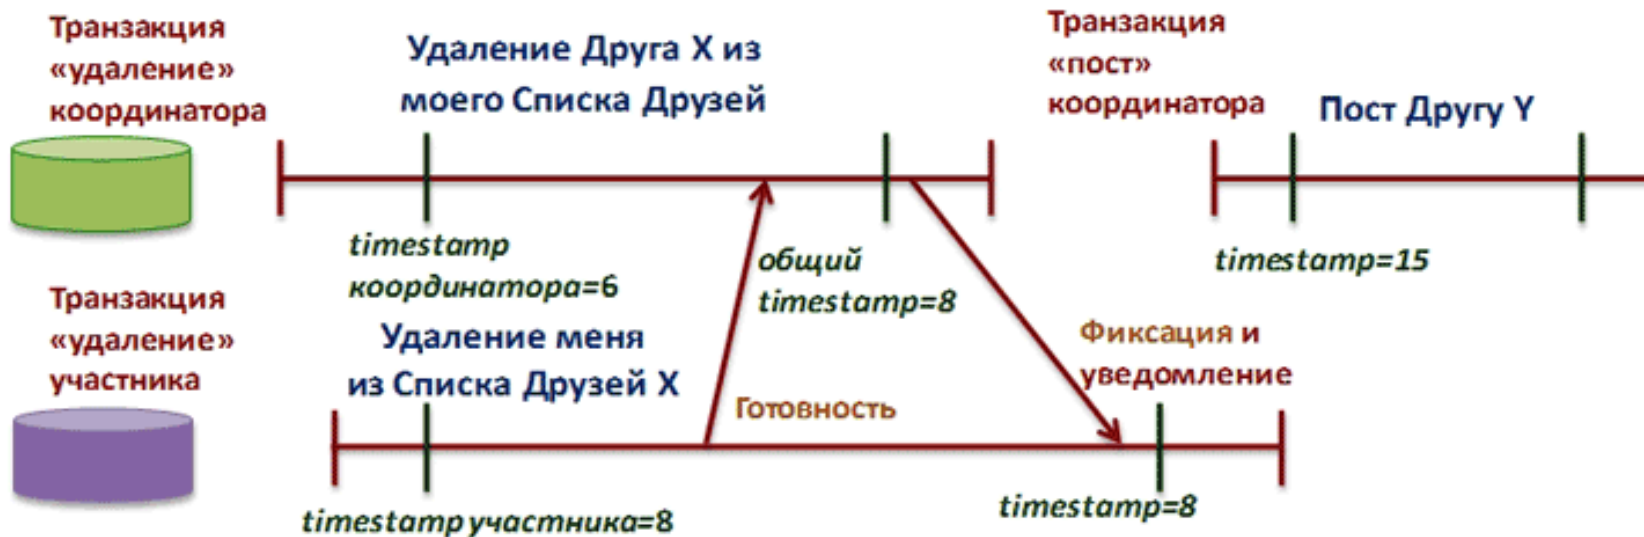 Транзакция
«удаление»
координатора
Удаление Друга X из
моего Списка Друзей
Транзакция
«пост»
координатора
Пост Другу Y
timestamp
координатора=6
общий
timestamp=8
timestamp=15
Транзакция
«удаление»
участника
Удаление меня
из Списка Друзей X
Готовность
Фиксация и
уведомление
timestamp участника=8
timestamp=8